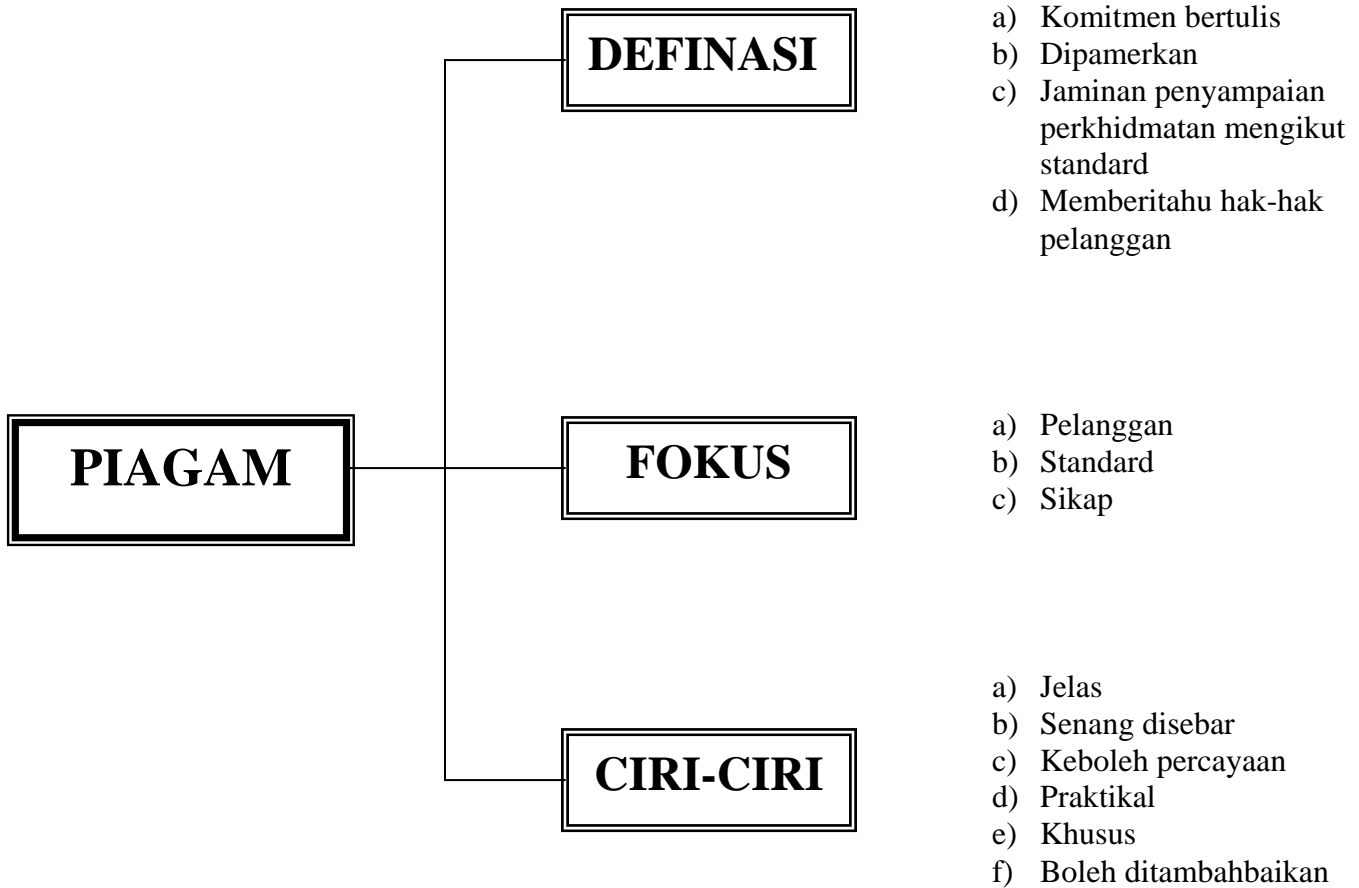 DEFINASI
a) Komitmen bertulis
b) Dipamerkan
c) Jaminan penyampaian
perkhidmatan mengikut
standard
d) Memberitahu hak-hak
pelanggan
PIAGAM
FOKUS
a) Pelanggan
b) Standard
c) Sikap
CIRI-CIRI
a) Jelas
b) Senang disebar
c) Keboleh percayaan
d) Praktikal
e) Khusus
f) Boleh ditambahbaikan